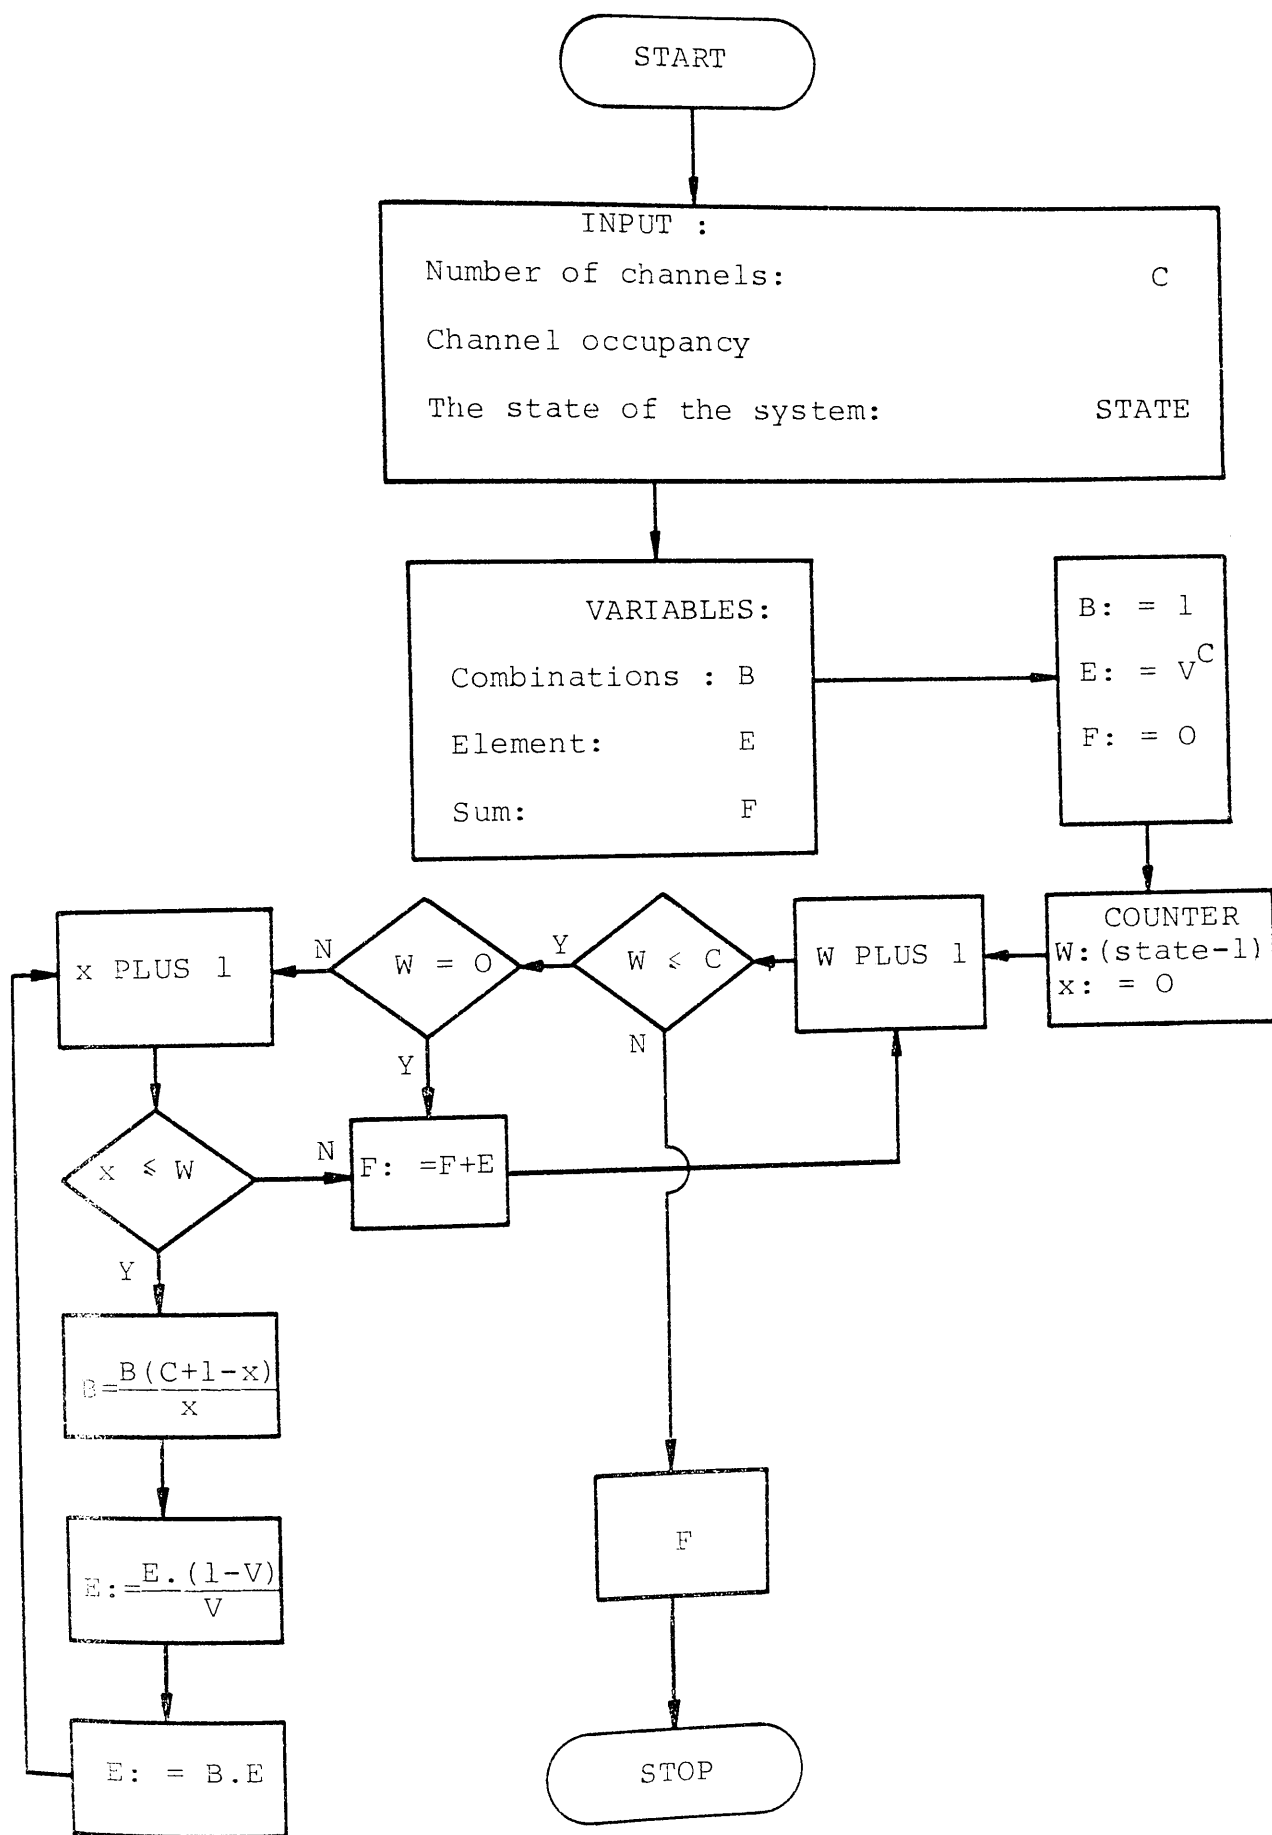 START
INPUT :
Number of channels: C
Channel occupancy
The state of the system: STATE
VARIABLES:
Combinations : B
Element: E
Sum: F
B: = 1
E: = V^C
F: = O
COUNTER
W:(state-1)
x: = O
W PLUS 1
W ≤ C
Y
N
W = O
N
Y
x PLUS 1
x ≤ W
N
Y
F: =F+E
B=B(C+1-x)
x
E:=E.(1-V)
V
E: = B.E
F
STOP